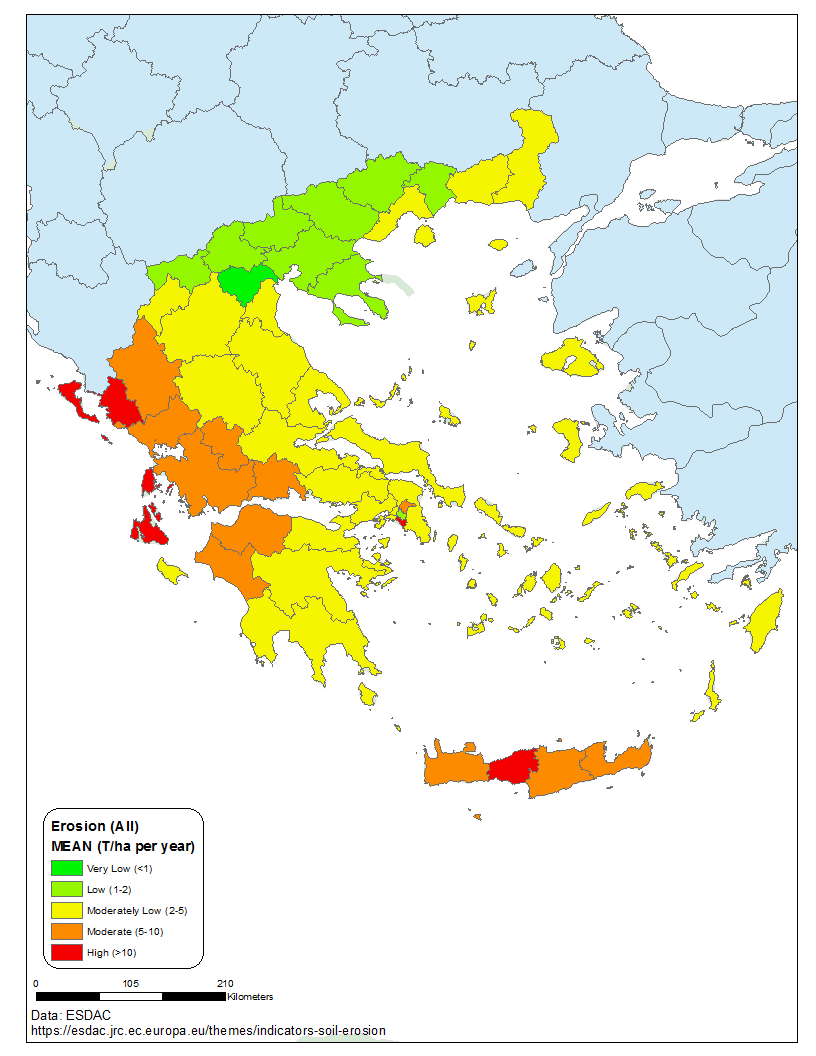 Erosion (All)
MEAN (T/ha per year)
Very Low (<1)
Low (1-2)
Moderately Low (2-5)
Moderate (5-10)
High (>10)
0 105 210
Kilometers
Data: ESDAC
https://esdac.jrc.ec.europa.eu/themes/indicators-soil-erosion